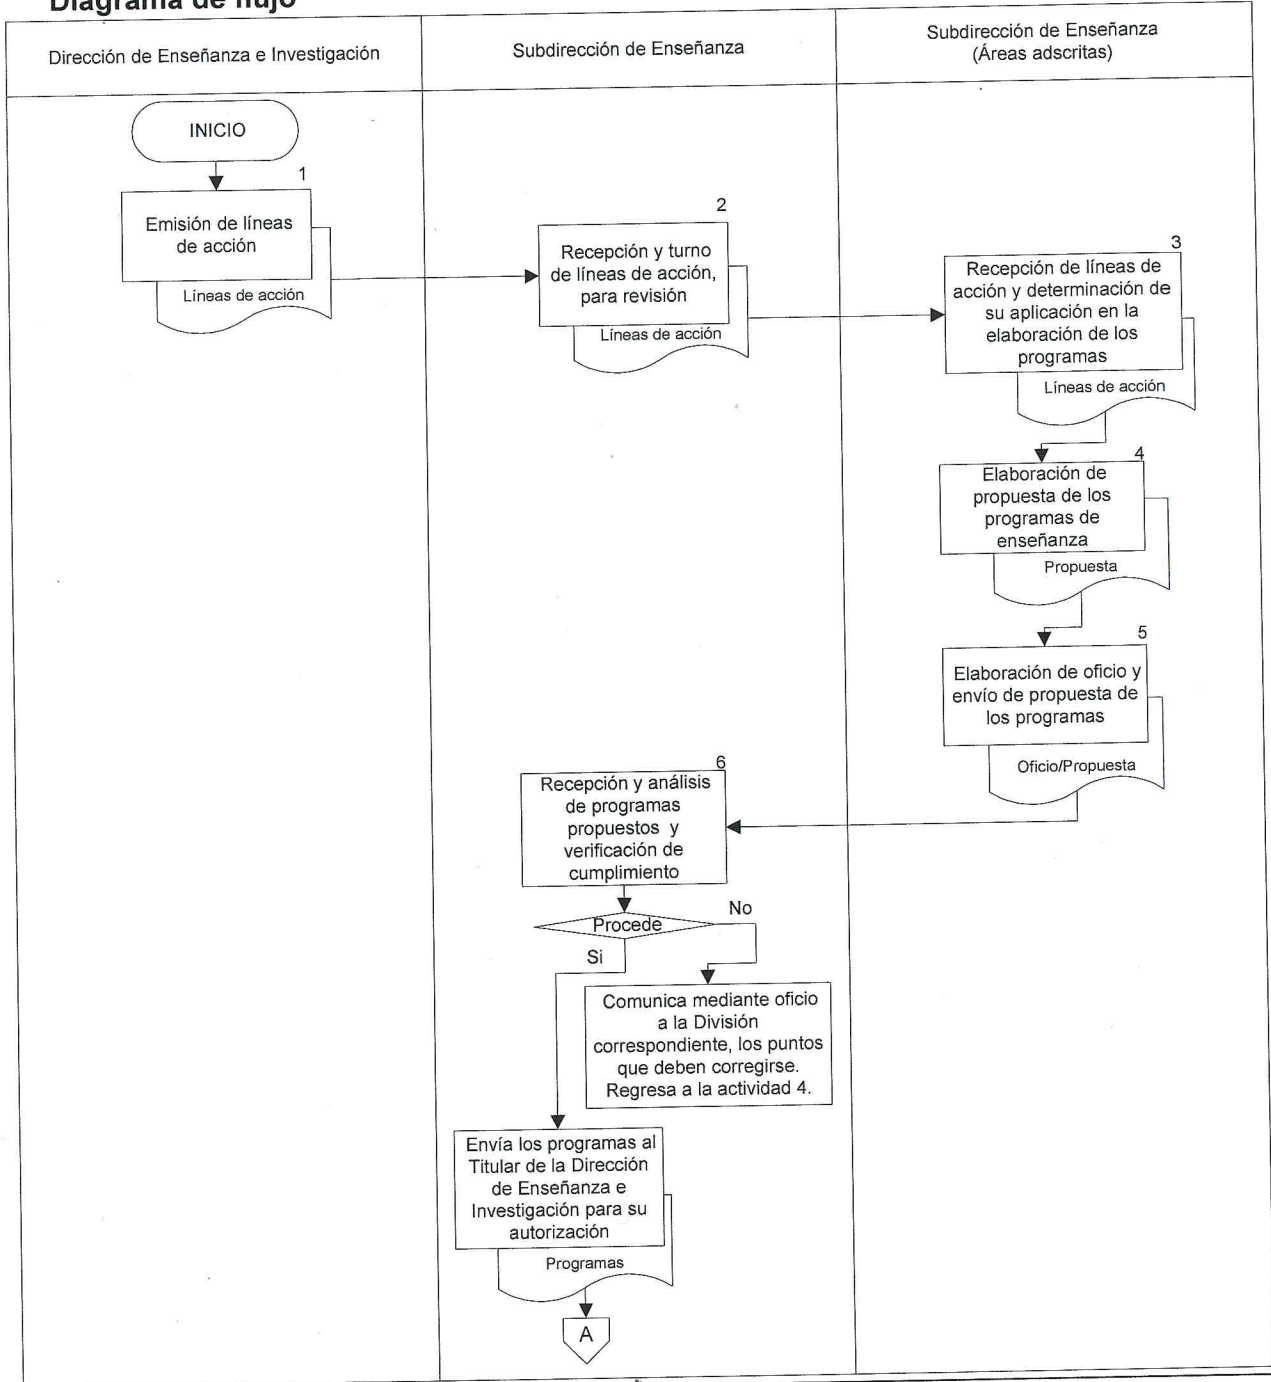 Diagrama de flujo
Dirección de Enseñanza e Investigación
Subdirección de Enseñanza
Subdirección de Enseñanza
(Áreas adscritas)
INICIO
1
Emisión de líneas
de acción
Líneas de acción
2
Recepción y turno
de líneas de acción,
para revisión
Líneas de acción
3
Recepción de líneas de
acción y determinación de
su aplicación en la
elaboración de los
programas
Líneas de acción
4
Elaboración de
propuesta de los
programas de
enseñanza
Propuesta
5
Elaboración de oficio y
envío de propuesta de
los programas
Oficio/Propuesta
6
Recepción y análisis
de programas
propuestos y
verificación de
cumplimiento
Procede
No
Si
Comunica mediante oficio
a la División
correspondiente, los puntos
que deben corregirse.
Regresa a la actividad 4.
Envía los programas al
Titular de la Dirección
de Enseñanza e
Investigación para su
autorización
Programas
A